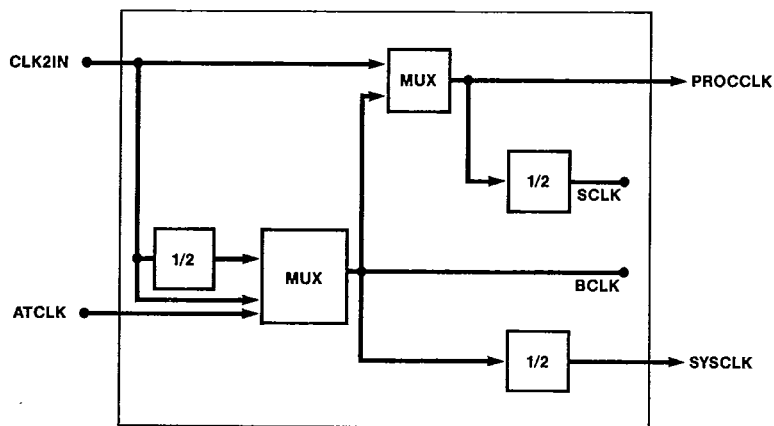 CLK2IN
MUX
PROCCLK
1/2
SCLK
1/2
MUX
BCLK
ATCLK
1/2
SYSCLK